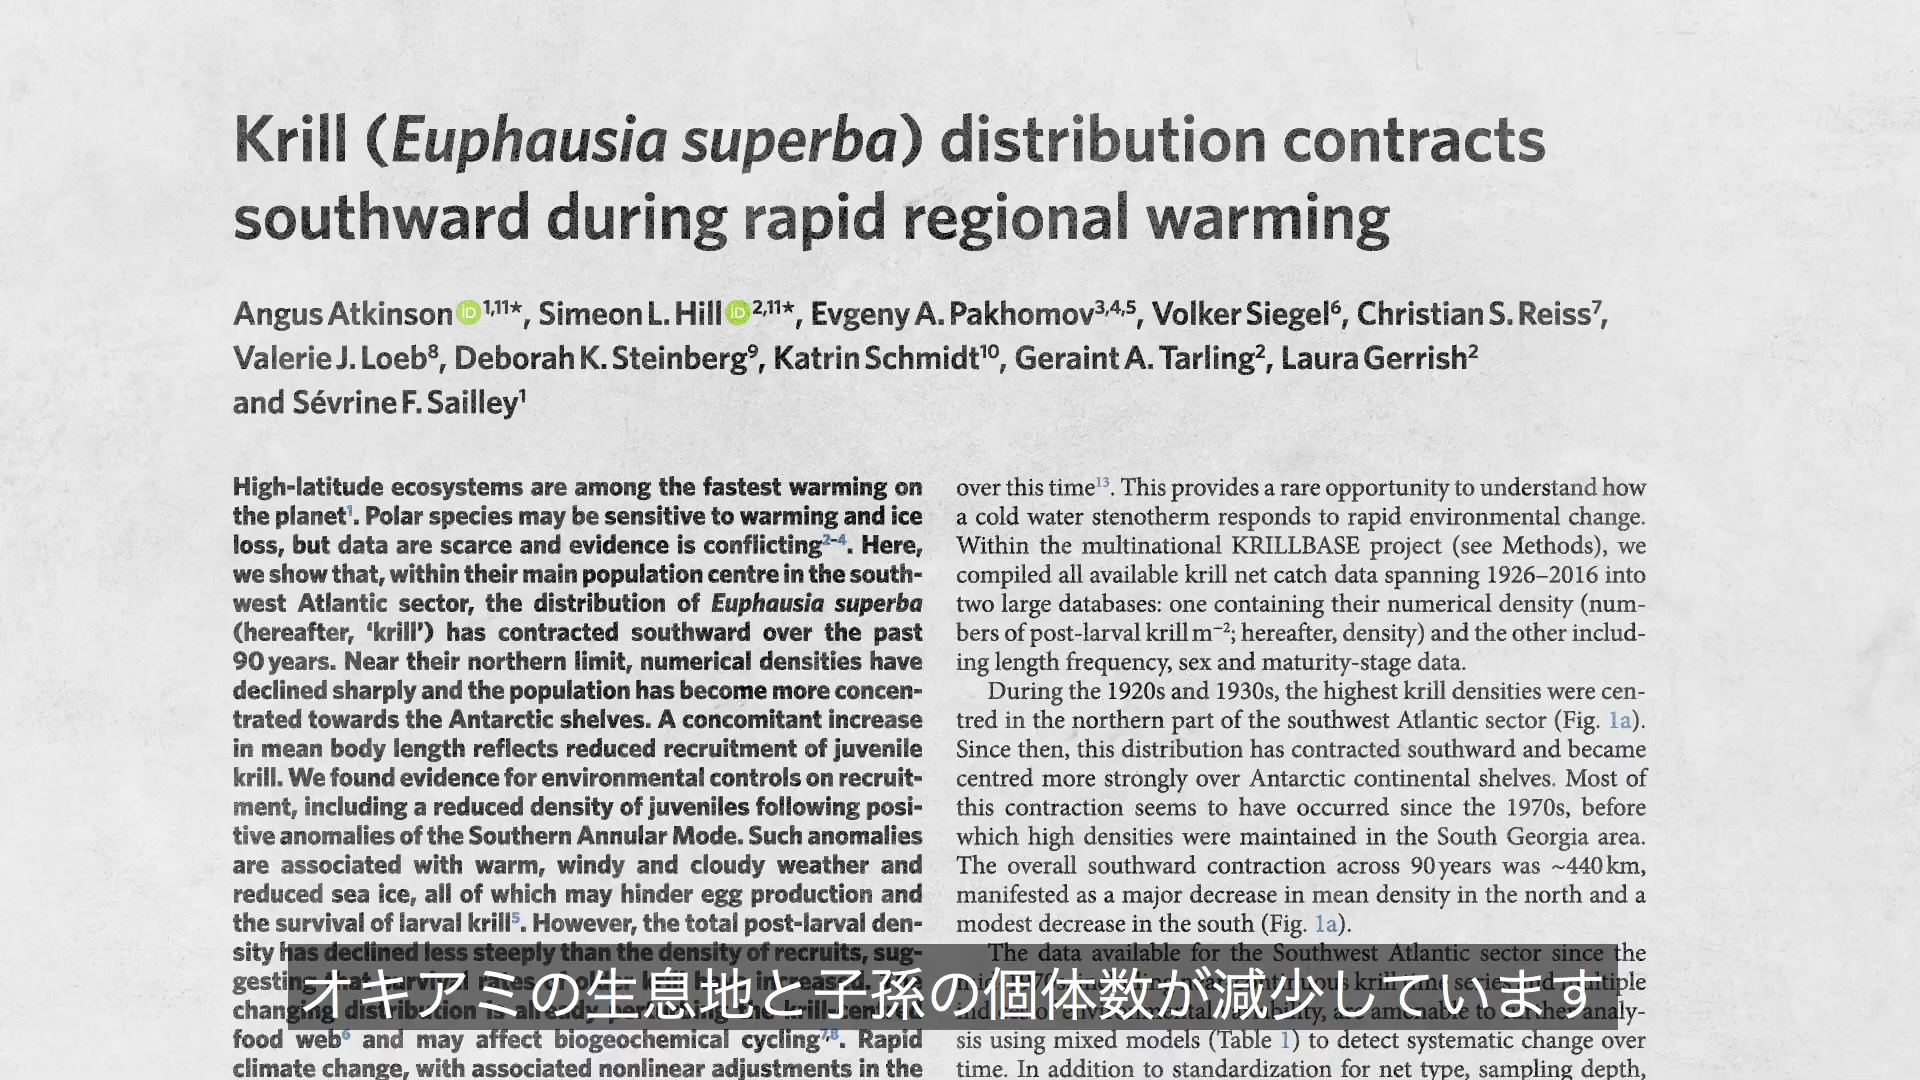 Krill (Euphausia superba) distribution contracts
southward during rapid regional warming
Angus Atkinson iD 1,11*, Simeon L. Hill iD 2,11*, Evgeny A. Pakhomov3,4,5, Volker Siegel6, Christian S. Reiss7,
Valerie J. Loeb8, Deborah K. Steinberg9, Katrin Schmidt10, Geraint A. Tarling2, Laura Gerrish2
and Sévrine F. Sailley1
High-latitude ecosystems are among the fastest warming on
the planet1. Polar species may be sensitive to warming and ice
loss, but data are scarce and evidence is conflicting2–4. Here,
we show that, within their main population centre in the south-
west Atlantic sector, the distribution of Euphausia superba
(hereafter, ‘krill’) has contracted southward over the past
90 years. Near their northern limit, numerical densities have
declined sharply and the population has become more concen-
trated towards the Antarctic shelves. A concomitant increase
in mean body length reflects reduced recruitment of juvenile
krill. We found evidence for environmental controls on recruit-
ment, including a reduced density of juveniles following posi-
tive anomalies of the Southern Annular Mode. Such anomalies
are associated with warm, windy and cloudy weather and
reduced sea ice, all of which may hinder egg production and
the survival of larval krill5. However, the total post-larval den-
sity has declined less steeply than the density of recruits, sug-
gesting
changing distribution is already
food web6 and may affect biogeochemical cycling7,8. Rapid
climate change, with associated nonlinear adjustments in the
over this time13. This provides a rare opportunity to understand how
a cold water stenotherm responds to rapid environmental change.
Within the multinational KRILLBASE project (see Methods), we
compiled all available krill net catch data spanning 1926–2016 into
two large databases: one containing their numerical density (num-
bers of post-larval krill m−2; hereafter, density) and the other includ-
ing length frequency, sex and maturity-stage data.
During the 1920s and 1930s, the highest krill densities were cen-
tred in the northern part of the southwest Atlantic sector (Fig. 1a).
Since then, this distribution has contracted southward and became
centred more strongly over Antarctic continental shelves. Most of
this contraction seems to have occurred since the 1970s, before
which high densities were maintained in the South Georgia area.
The overall southward contraction across 90 years was ~440 km,
manifested as a major decrease in mean density in the north and a
modest decrease in the south (Fig. 1a).
The data available for the Southwest Atlantic sector since the
amenable to further analy-
sis using mixed models (Table 1) to detect systematic change over
time. In addition to standardization for net type, sampling depth,
オキアミの生息地と子孫の個体数が減少しています